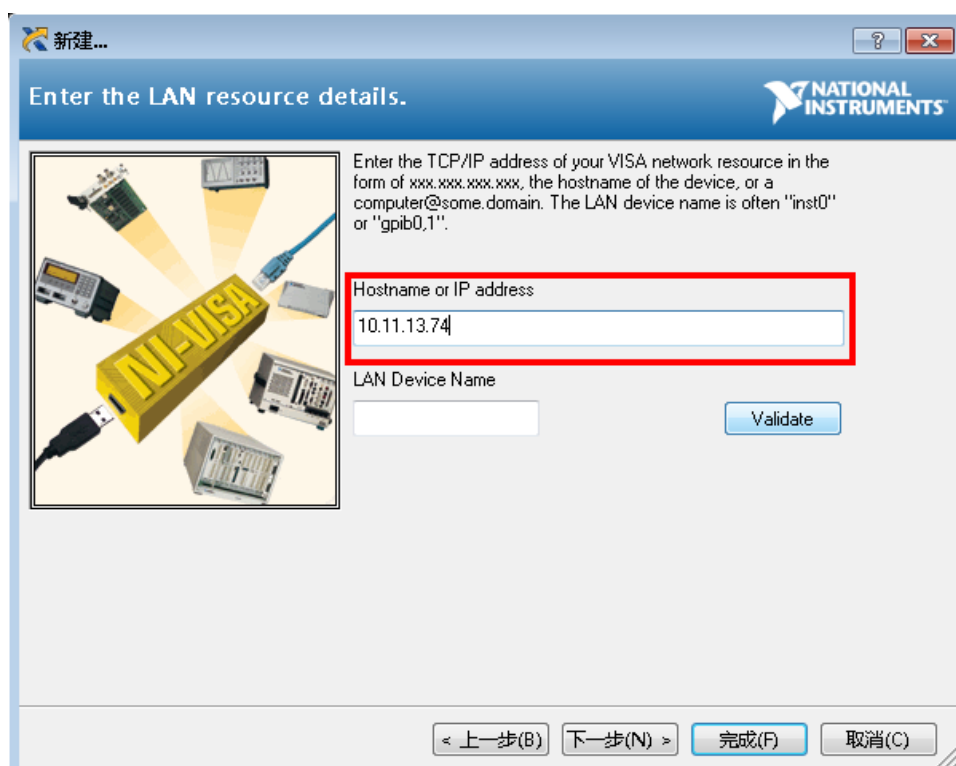 新建...
Enter the LAN resource details.
NATIONAL
INSTRUMENTS
Enter the TCP/IP address of your VISA network resource in the
form of xxx.xxx.xxx.xxx, the hostname of the device, or a
computer@some.domain. The LAN device name is often "inst0"
or "gpib0,1".
NI-VISA
Hostname or IP address
10.11.13.74
LAN Device Name
Validate
< 上一步(B)
下一步(N) >
完成(F)
取消(C)